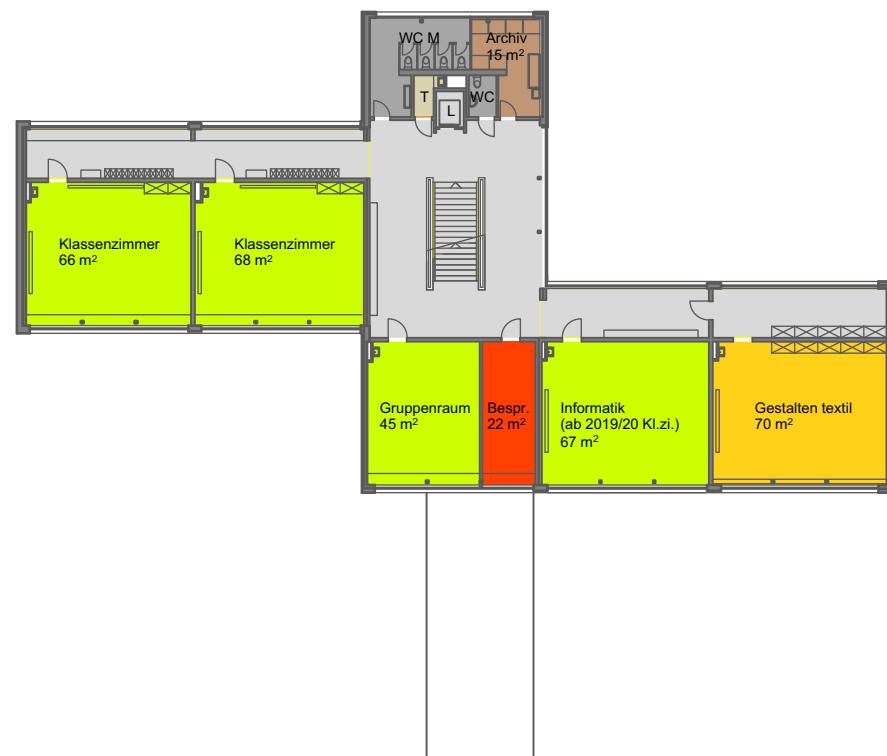 WC M
Archiv
15 m²
T
L
WC
Klassenzimmer
66 m²
Klassenzimmer
68 m²
Gruppenraum
45 m²
Bespr.
22 m²
Informatik
(ab 2019/20 Kl.zi.)
67 m²
Gestalten textil
70 m²